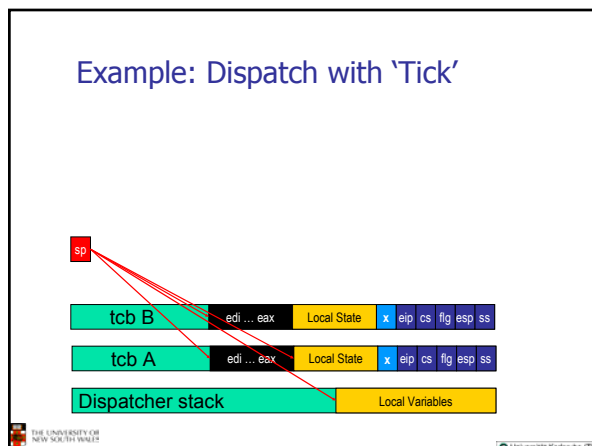 Example: Dispatch with ‘Tick’
sp
tcb B edi … eax Local State x eip cs flg esp ss
tcb A edi … eax Local State x eip cs flg esp ss
Dispatcher stack Local Variables
THE UNIVERSITY OF
NEW SOUTH WALES